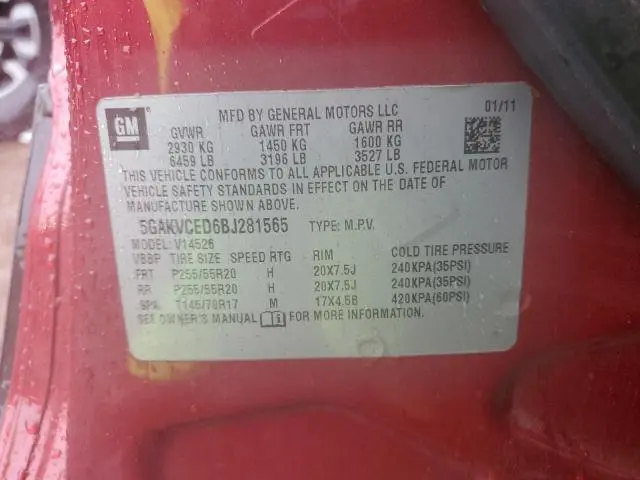 GM
MFD BY GENERAL MOTORS LLC
01/11
GVWR GAWR FRT GAWR RR
2930 KG 1450 KG 1600 KG
6459 LB 3196 LB 3527 LB
THIS VEHICLE CONFORMS TO ALL APPLICABLE U.S. FEDERAL MOTOR
VEHICLE SAFETY STANDARDS IN EFFECT ON THE DATE OF
MANUFACTURE SHOWN ABOVE.
5GAKVCED6BJ281565 TYPE: M.P.V.
MODEL: V14526
VBBP TIRE SIZE SPEED RTG RIM COLD TIRE PRESSURE
FRT P255/55R20 H 20X7.5J 240KPA(35PSI)
RR P255/55R20 H 20X7.5J 240KPA(35PSI)
SPA T145/70R17 M 17X4.5B 420KPA(60PSI)
SEE OWNER'S MANUAL FOR MORE INFORMATION.